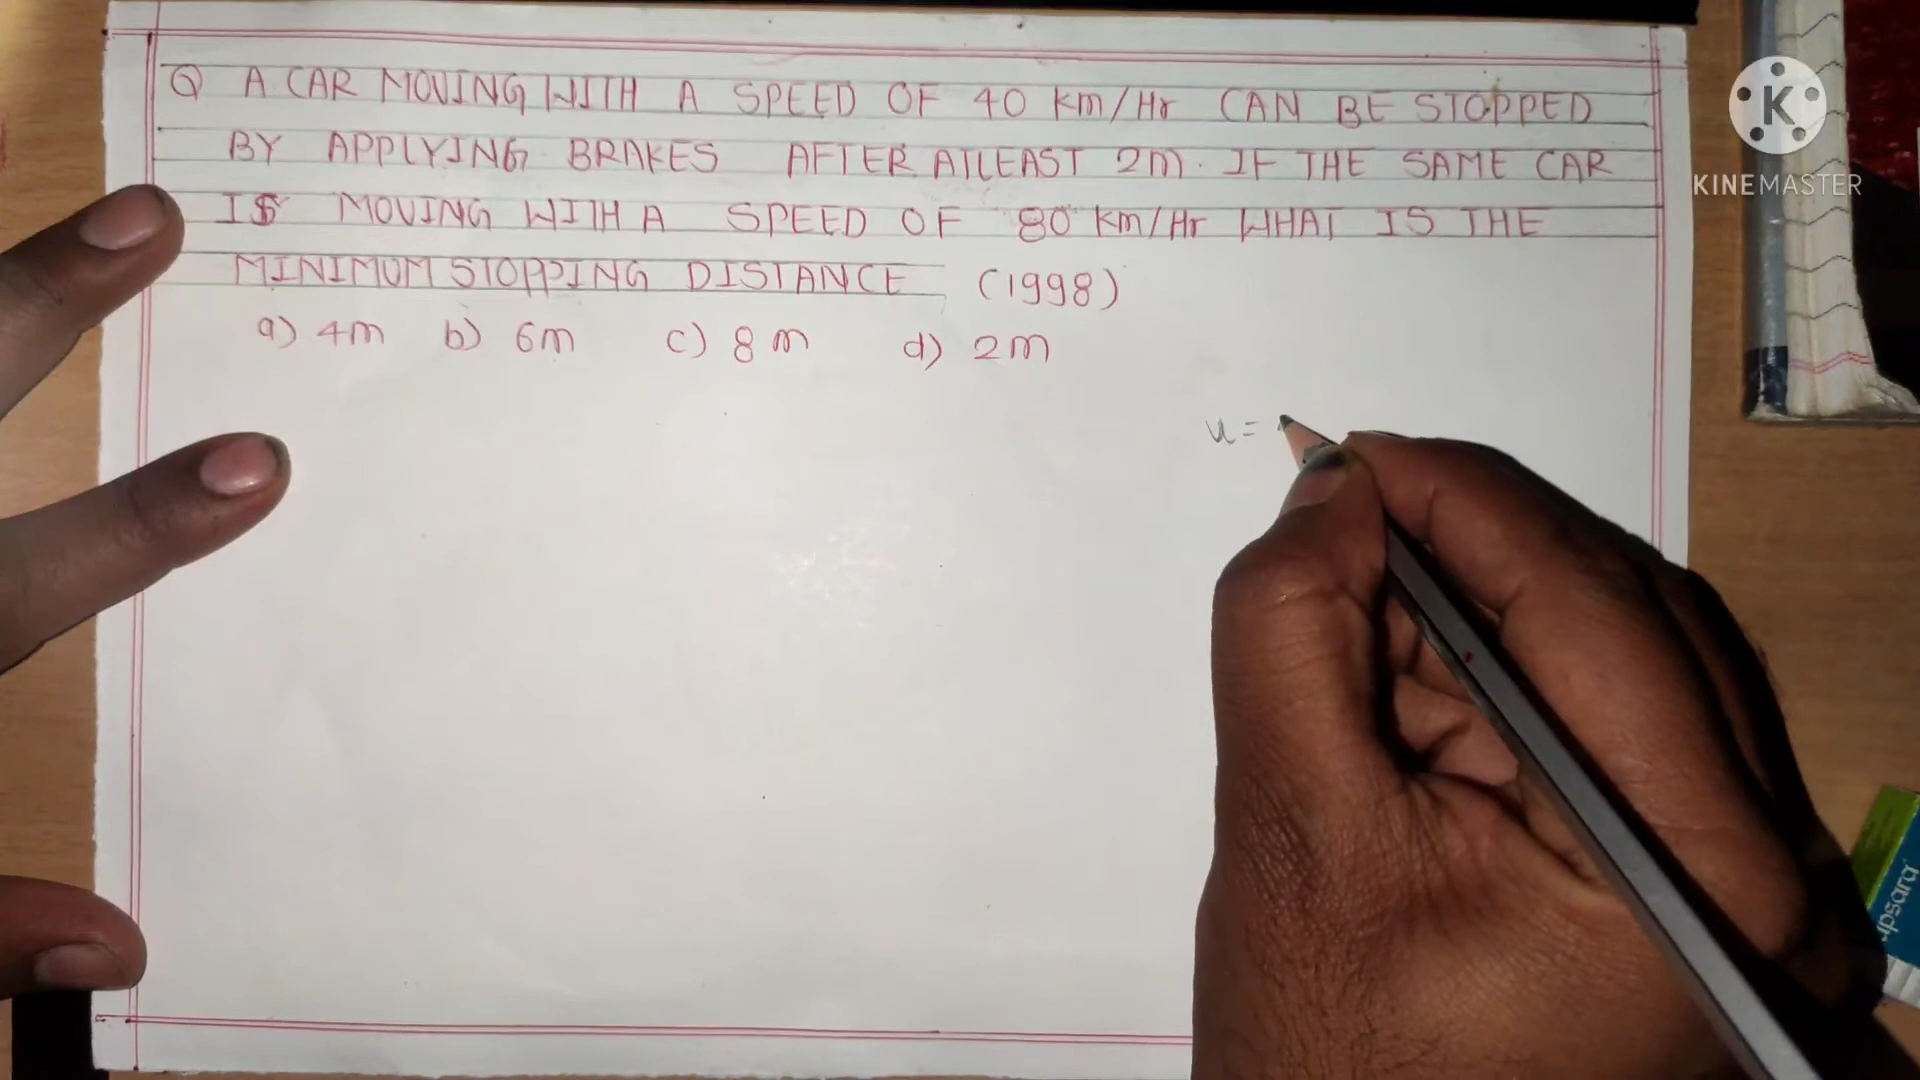 Q A CAR MOVING WITH A SPEED OF 40 Km/Hr CAN BE STOPPED
BY APPLYING BRAKES AFTER ATLEAST 2M. IF THE SAME CAR
IS MOVING WITH A SPEED OF 80 Km/Hr WHAT IS THE
MINIMUM STOPPING DISTANCE (1998)
a) 4m b) 6m c) 8 m d) 2m
u =
K
KINEMASTER
apsara